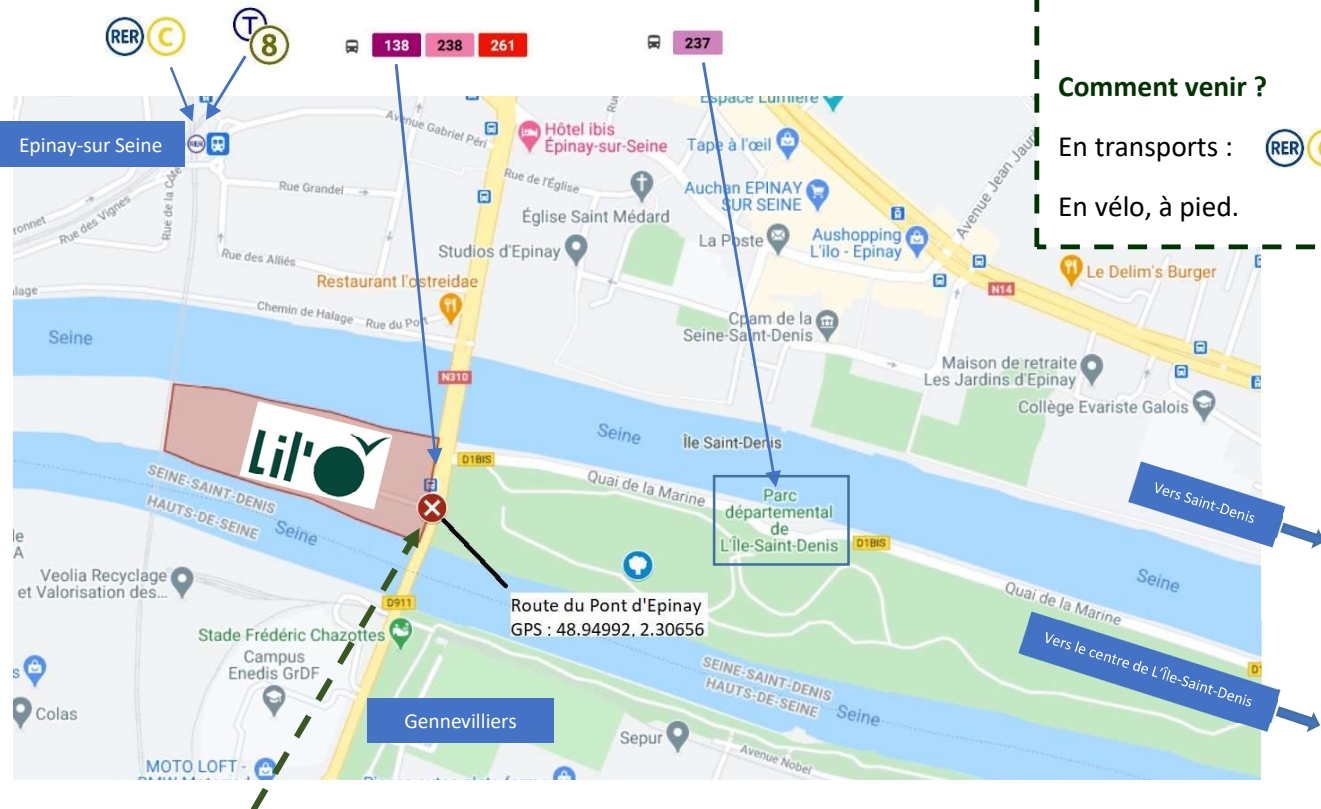 RER C
T 8
138 238 261
237
Comment venir ?
En transports : RER
En vélo, à pied.
Epinay-sur Seine
RER
Avenue Gabriel Péri
Hôtel ibis
Épinay-sur-Seine
Espace Lumière
Tape à l'œil
Avenue Jean Jaurè
Rue Grandel
Rue de l'Église
Église Saint Médard
Auchan EPINAY
SUR SEINE
Rue des Vignes
Rue de la Côte
Rue des Alliés
Studios d'Epinay
La Poste
Aushopping
L'ilo - Epinay
Restaurant l'ostreidae
Le Delim's Burger
N14
Chemin de Halage
Rue du Port
Seine
Cpam de la
Seine-Saint-Denis
Maison de retraite
Les Jardins d'Epinay
N310
Collège Evariste Galois
Lil'Ô
Seine
Île Saint-Denis
Seine
D1BIS
Quai de la Marine
SEINE-SAINT-DENIS
HAUTS-DE-SEINE
Seine
Parc
départemental
de
L'Île-Saint-Denis
D1BIS
Vers Saint-Denis
Seine
Veolia Recyclage
et Valorisation des...
Quai de la Marine
D911
Route du Pont d'Epinay
GPS : 48.94992, 2.30656
Stade Frédéric Chazottes
Campus
Enedis GrDF
Vers le centre de L'Île-Saint-Denis
SEINE-SAINT-DENIS
HAUTS-DE-SEINE
Seine
Colas
Gennevilliers
Sepur
Avenue Nobel
MOTO LOFT -